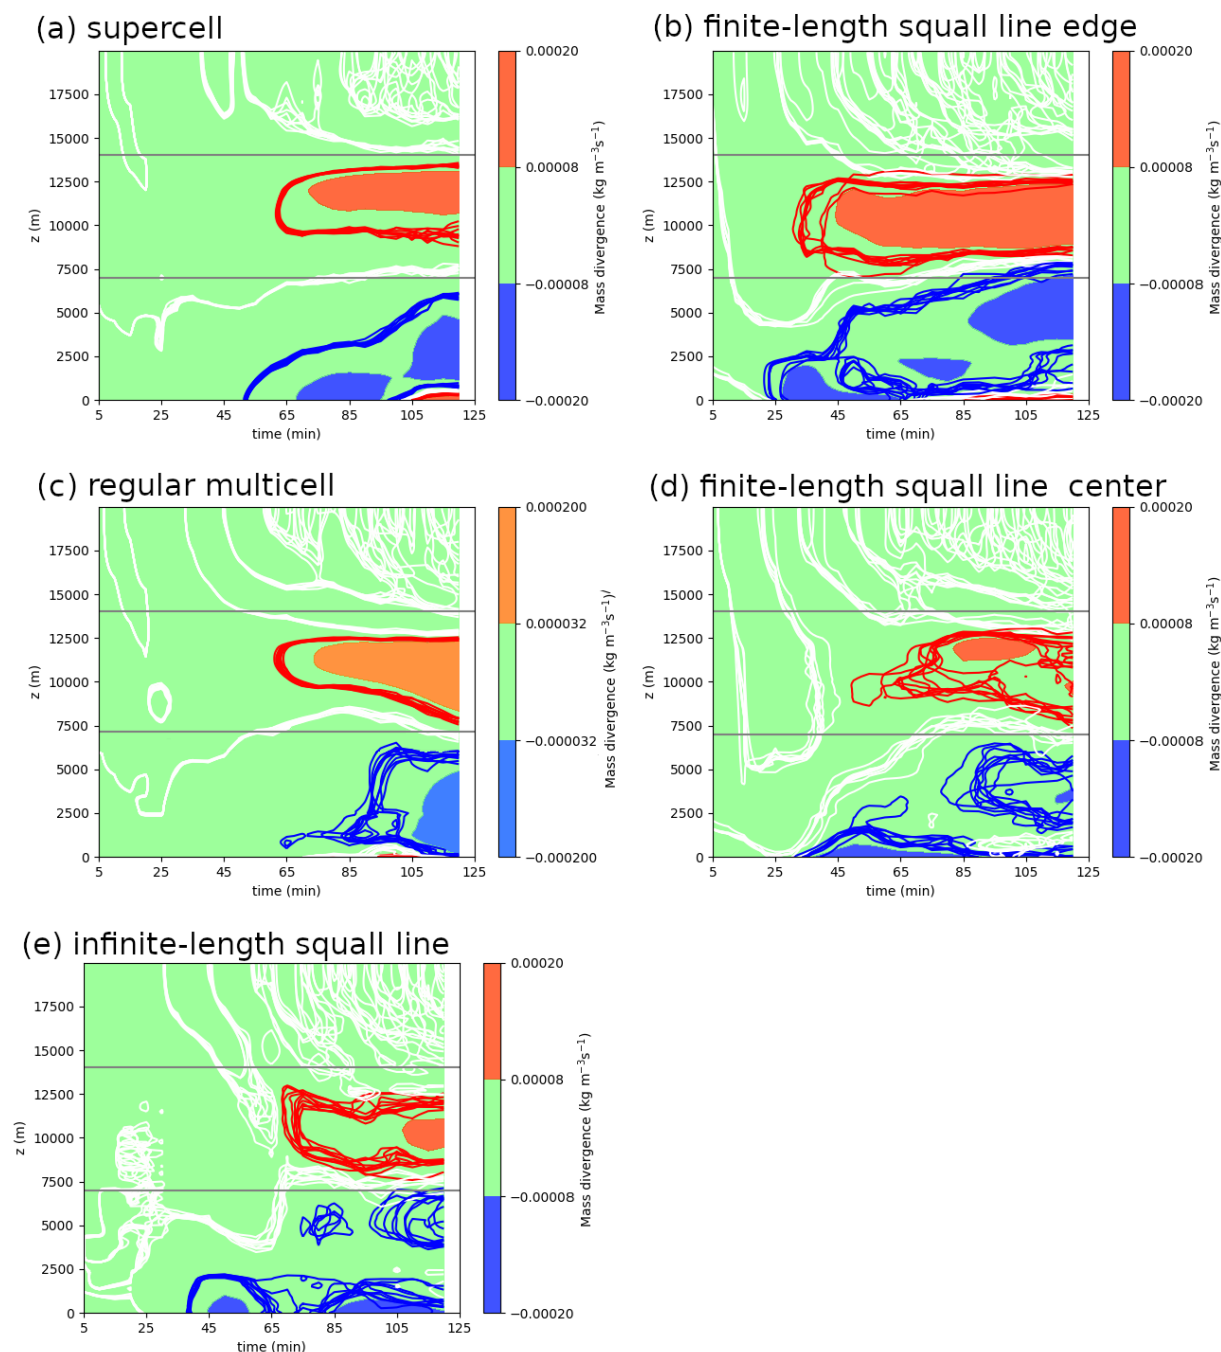 (a) supercell
17500
15000
12500
10000
7500
5000
2500
0
z (m)
5 25 45 65 85 105 125
time (min)
0.00020
0.00008
−0.00008
−0.00020
Mass divergence (kg m⁻³s⁻¹)
(b) finite-length squall line edge
17500
15000
12500
10000
7500
5000
2500
0
z (m)
5 25 45 65 85 105 125
time (min)
0.00020
0.00008
−0.00008
−0.00020
Mass divergence (kg m⁻³s⁻¹)
(c) regular multicell
17500
15000
12500
10000
7500
5000
2500
0
z (m)
5 25 45 65 85 105 125
time (min)
0.000200
0.000032
−0.000032
−0.000200
Mass divergence (kg m⁻³s⁻¹)/
(d) finite-length squall line center
17500
15000
12500
10000
7500
5000
2500
0
z (m)
5 25 45 65 85 105 125
time (min)
0.00020
0.00008
−0.00008
−0.00020
Mass divergence (kg m⁻³s⁻¹)
(e) infinite-length squall line
17500
15000
12500
10000
7500
5000
2500
0
z (m)
5 25 45 65 85 105 125
time (min)
0.00020
0.00008
−0.00008
−0.00020
Mass divergence (kg m⁻³s⁻¹)